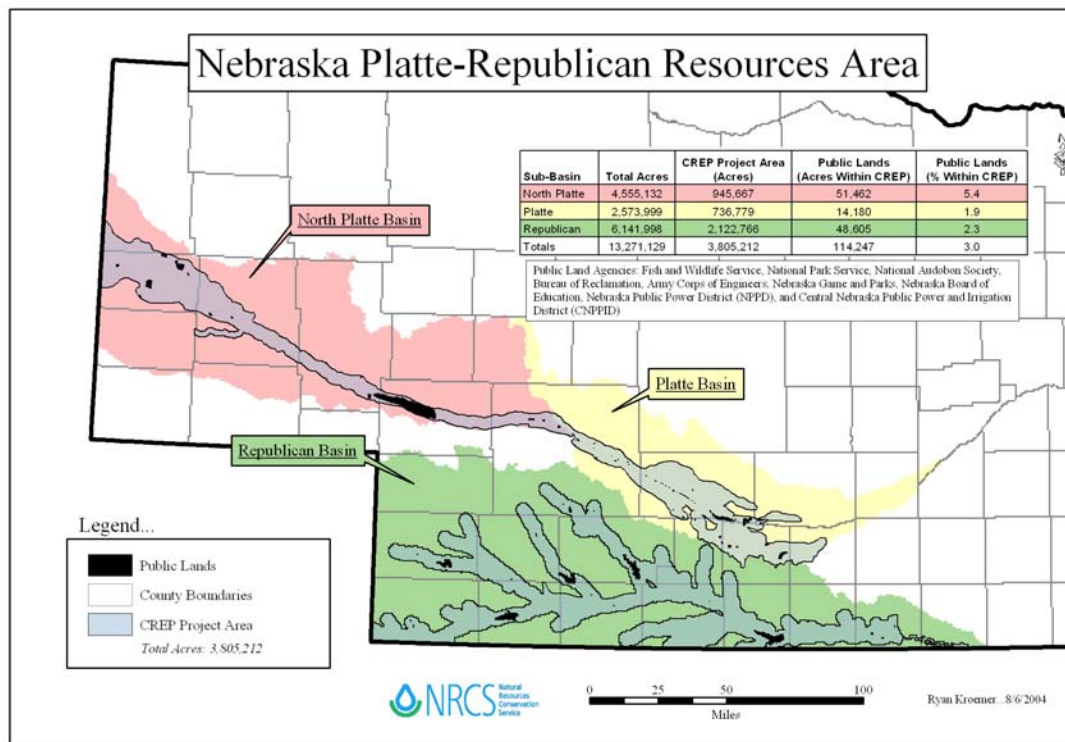 Nebraska Platte-Republican Resources Area
Sub-Basin Total Acres CREP Project Area (Acres) Public Lands (Acres Within CREP) Public Lands (% Within CREP)
North Platte 4,555,132 945,667 51,462 5.4
Platte 2,573,999 736,779 14,180 1.9
Republican 6,141,998 2,122,766 48,605 2.3
Totals 13,271,129 3,805,212 114,247 3.0
Public Land Agencies: Fish and Wildlife Service, National Park Service, National Audobon Society,
Bureau of Reclamation, Army Corps of Engineers, Nebraska Game and Parks, Nebraska Board of
Education, Nebraska Public Power District (NPPD), and Central Nebraska Public Power and Irrigation
District (CNPPID)
North Platte Basin
Platte Basin
Republican Basin
Legend...
Public Lands
County Boundaries
CREP Project Area
Total Acres: 3,805,212
NRCS
Natural
Resources
Conservation
Service
0 25 50 100
Miles
Ryan Kroemer...8/6/2004